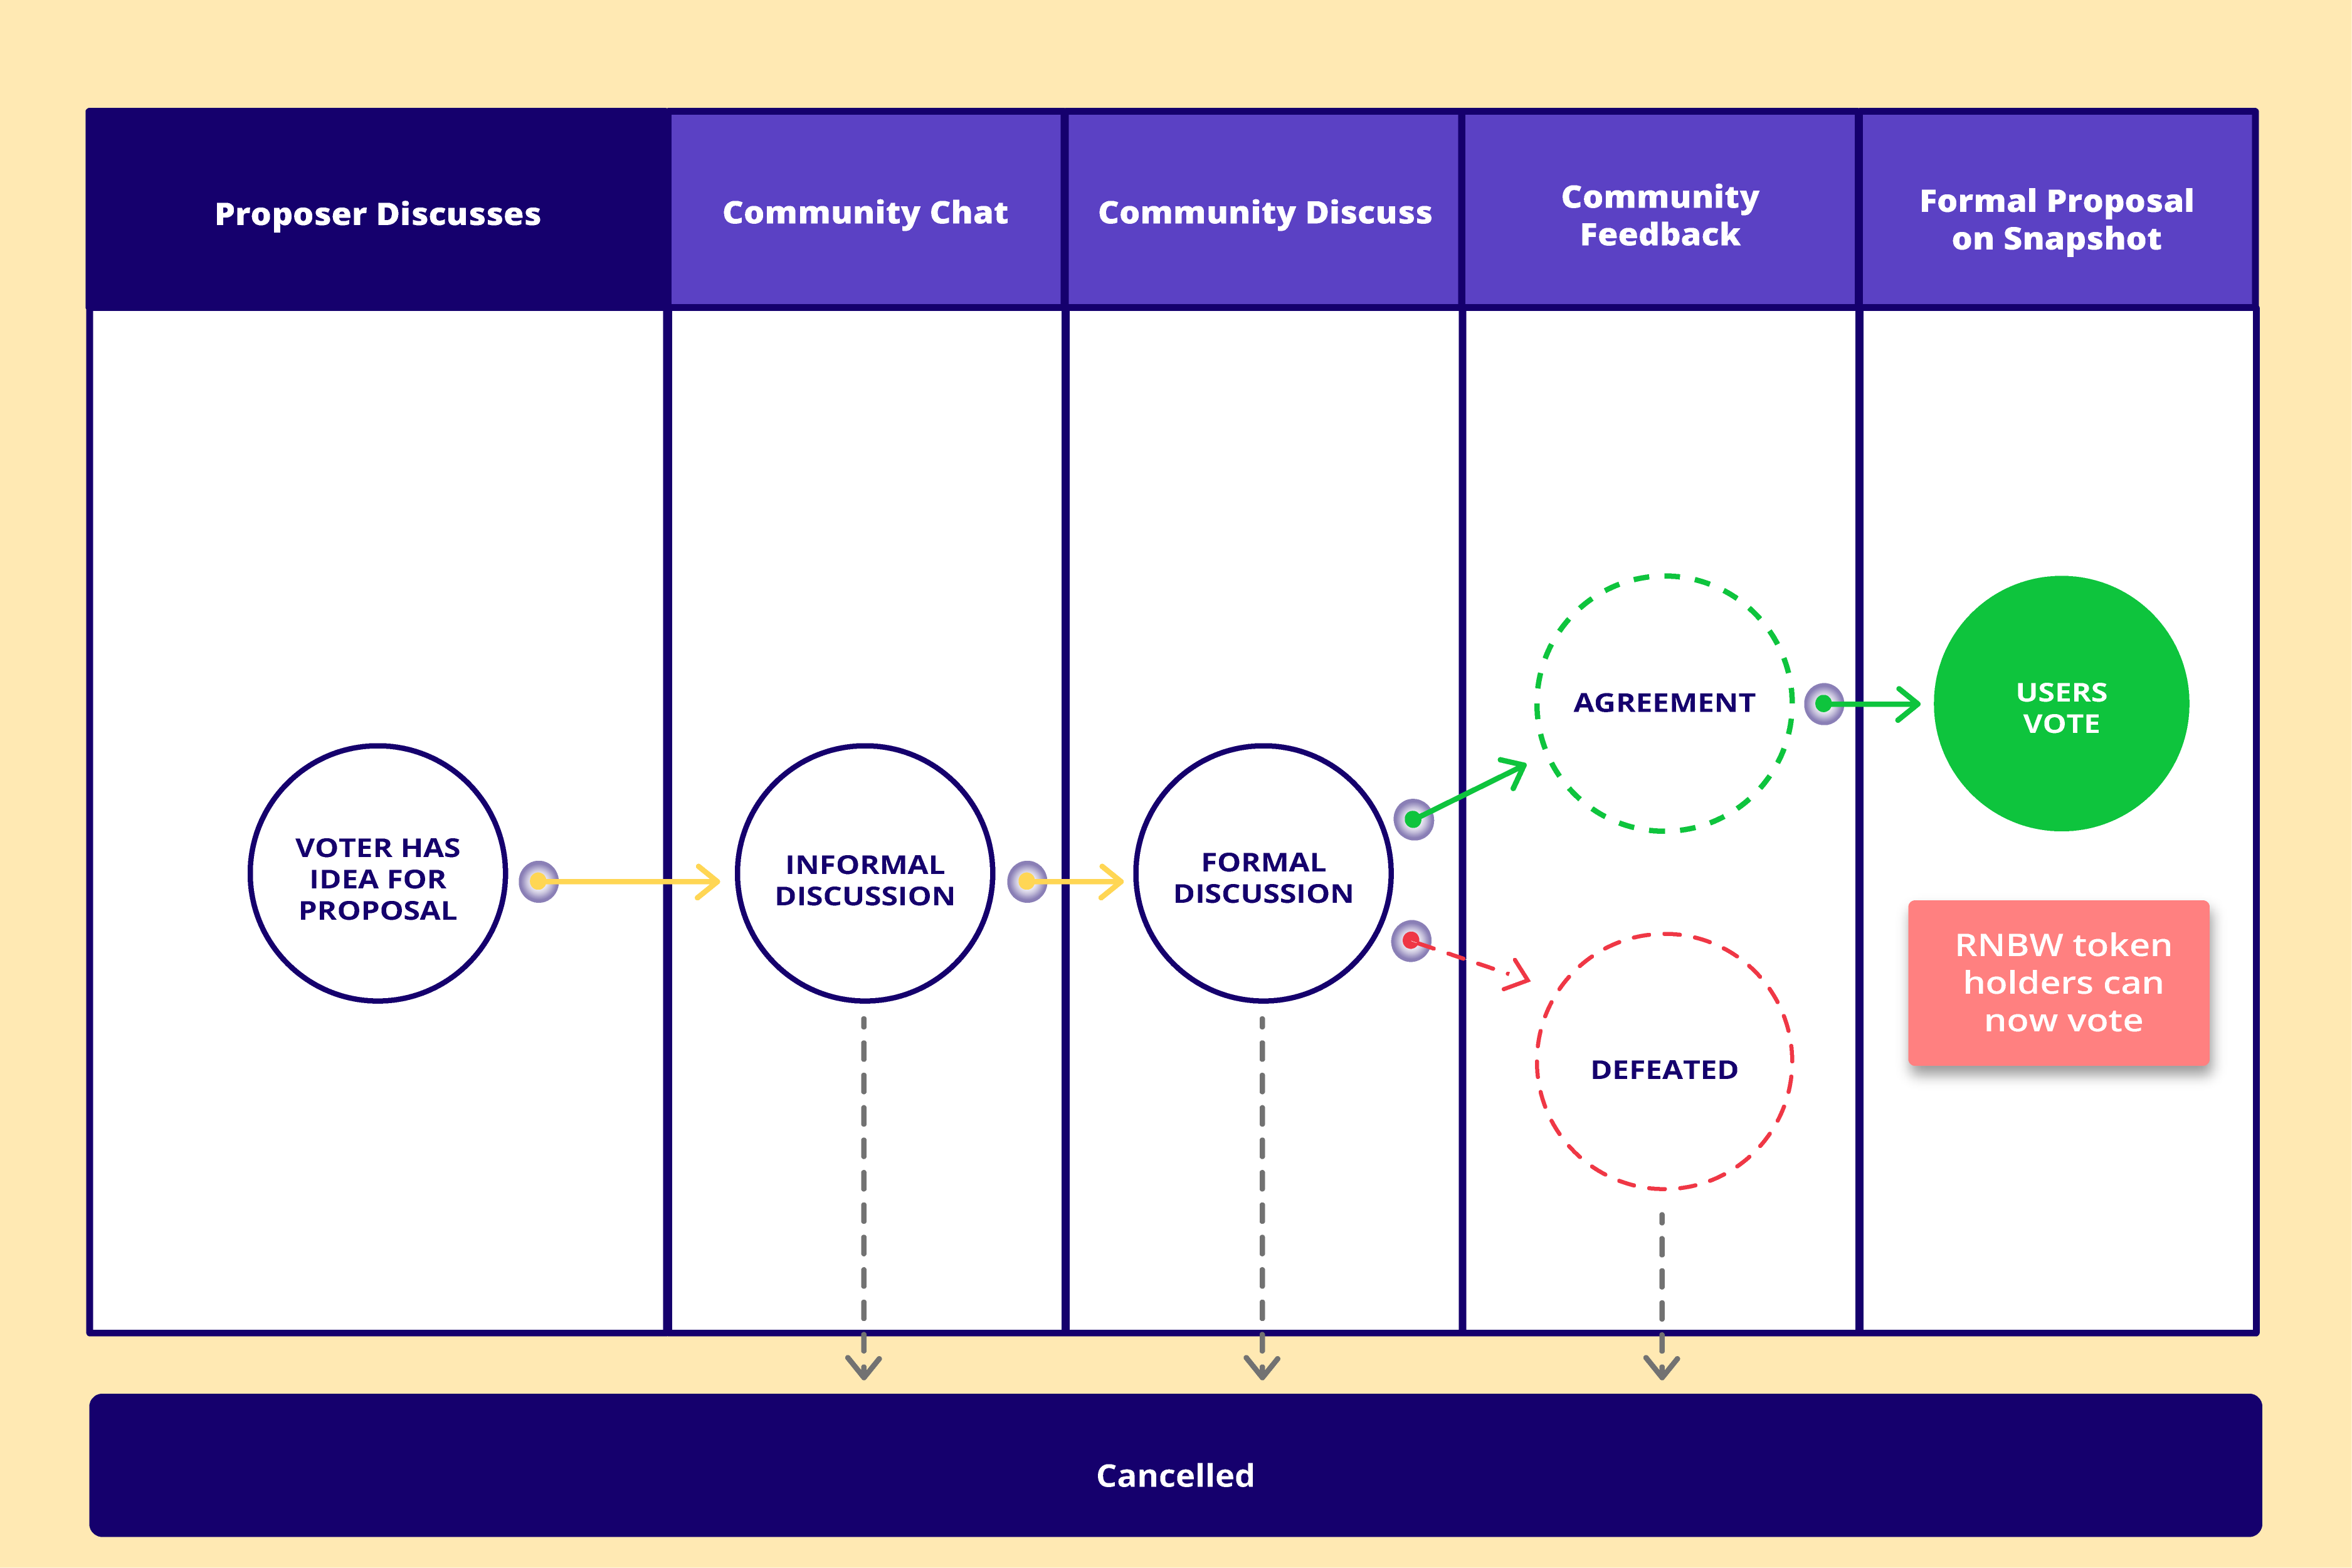 Proposer Discusses
Community Chat
Community Discuss
Community
Feedback
Formal Proposal
on Snapshot
VOTER HAS
IDEA FOR
PROPOSAL
INFORMAL
DISCUSSION
FORMAL
DISCUSSION
AGREEMENT
DEFEATED
USERS
VOTE
RNBW token
holders can
now vote
Cancelled